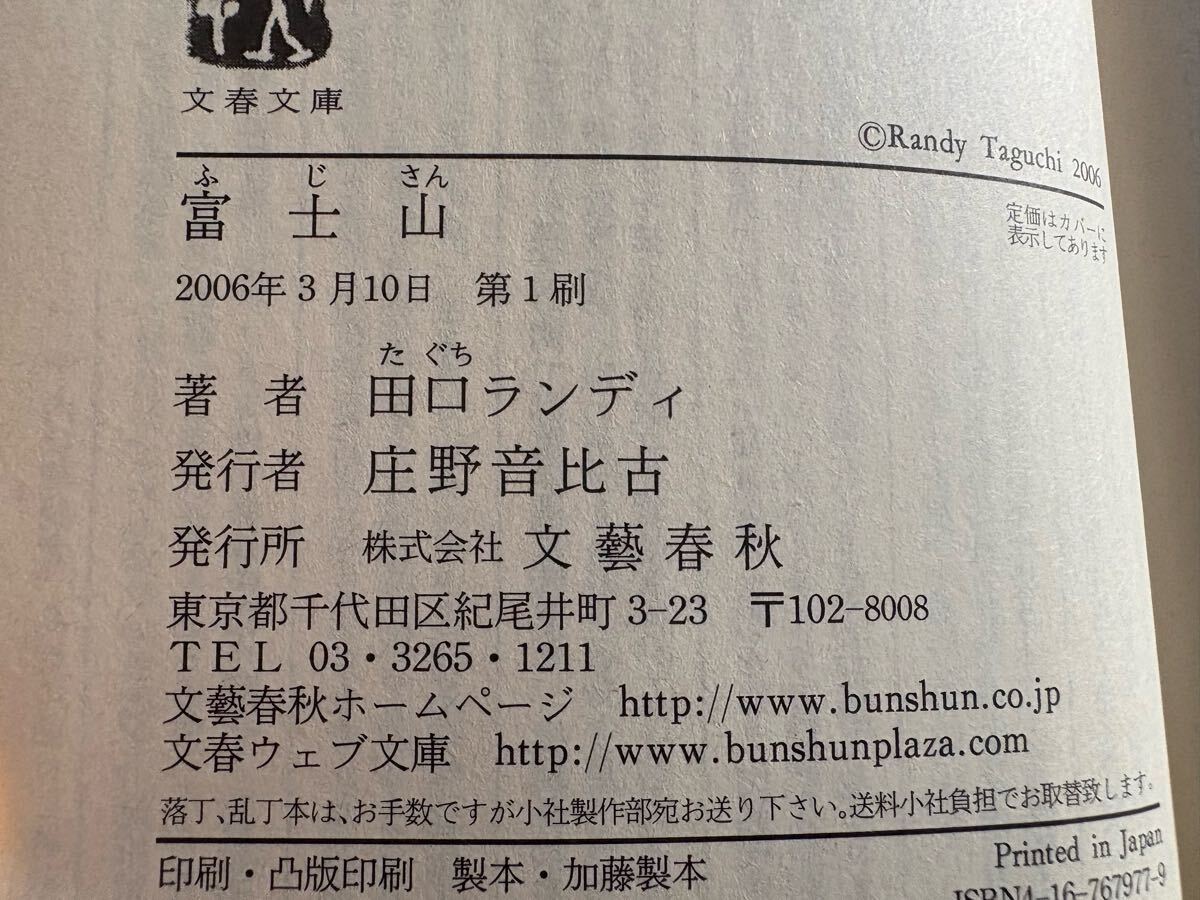 文春文庫
©Randy Taguchi 2006
ふ じ さん
富士山
定価はカバーに
表示してあります
2006年3月10日 第1刷
た ぐち
著者 田口ランディ
発行者 庄野音比古
発行所 株式会社 文藝春秋
東京都千代田区紀尾井町 3-23 〒102-8008
TEL 03・3265・1211
文藝春秋ホームページ http://www.bunshun.co.jp
文春ウェブ文庫 http://www.bunshunplaza.com
落丁、乱丁本は、お手数ですが小社製作部宛お送り下さい。送料小社負担でお取替致します。
印刷・凸版印刷 製本・加藤製本
Printed in Japan
ISBN4-16-767977-9